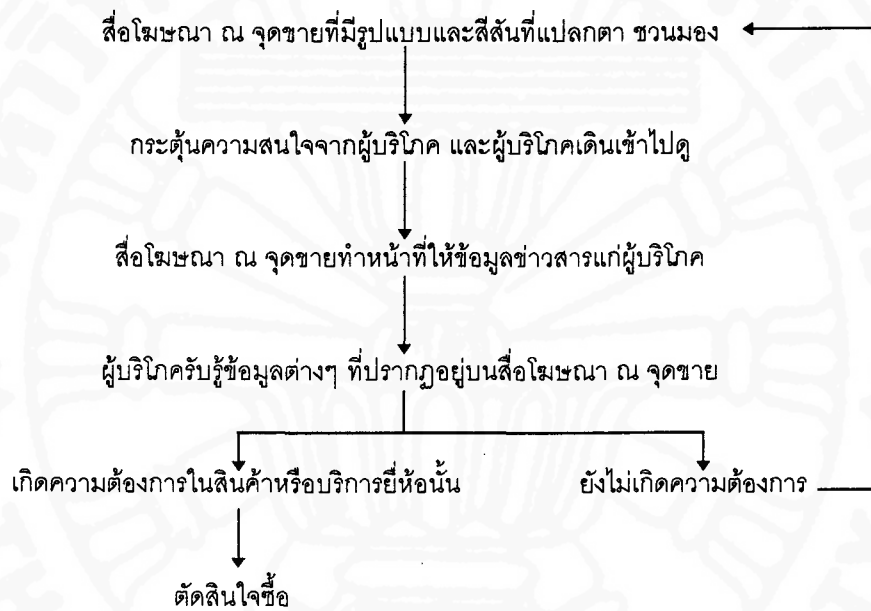 สื่อโฆษณา ณ จุดขายที่มีรูปแบบและสีสันที่แปลกตา ชวนมอง
กระตุ้นความสนใจจากผู้บริโภค และผู้บริโภคเดินเข้าไปดู
สื่อโฆษณา ณ จุดขายทำหน้าที่ให้ข้อมูลข่าวสารแก่ผู้บริโภค
ผู้บริโภครับรู้ข้อมูลต่างๆ ที่ปรากฏอยู่บนสื่อโฆษณา ณ จุดขาย
เกิดความต้องการในสินค้าหรือบริการยี่ห้อนั้น ยังไม่เกิดความต้องการ
ตัดสินใจซื้อ